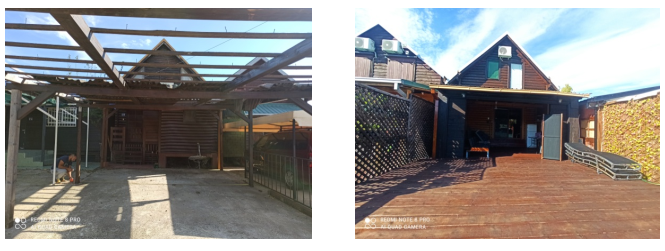 REDMI NOTE 8 PRO
AI QUAD CAMERA
REDMI NOTE 8 PRO
AI QUAD CAMERA